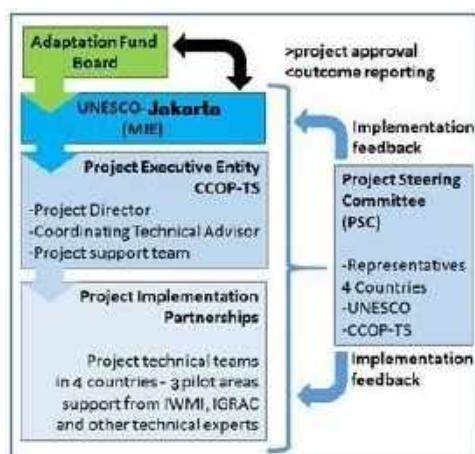 Adaptation Fund
Board
>project approval
<outcome reporting
UNESCO-Jakarta
(MIE)
Implementation
feedback
Project Executive Entity
CCOP-TS
-Project Director
-Coordinating Technical Advisor
-Project support team
Project Steering
Committee
(PSC)
-Representatives
4 Countries
-UNESCO
-CCOP-TS
Project Implementation
Partnerships
Project technical teams
in 4 countries - 3 pilot areas
support from IWMI, IGRAC
and other technical experts
Implementation
feedback